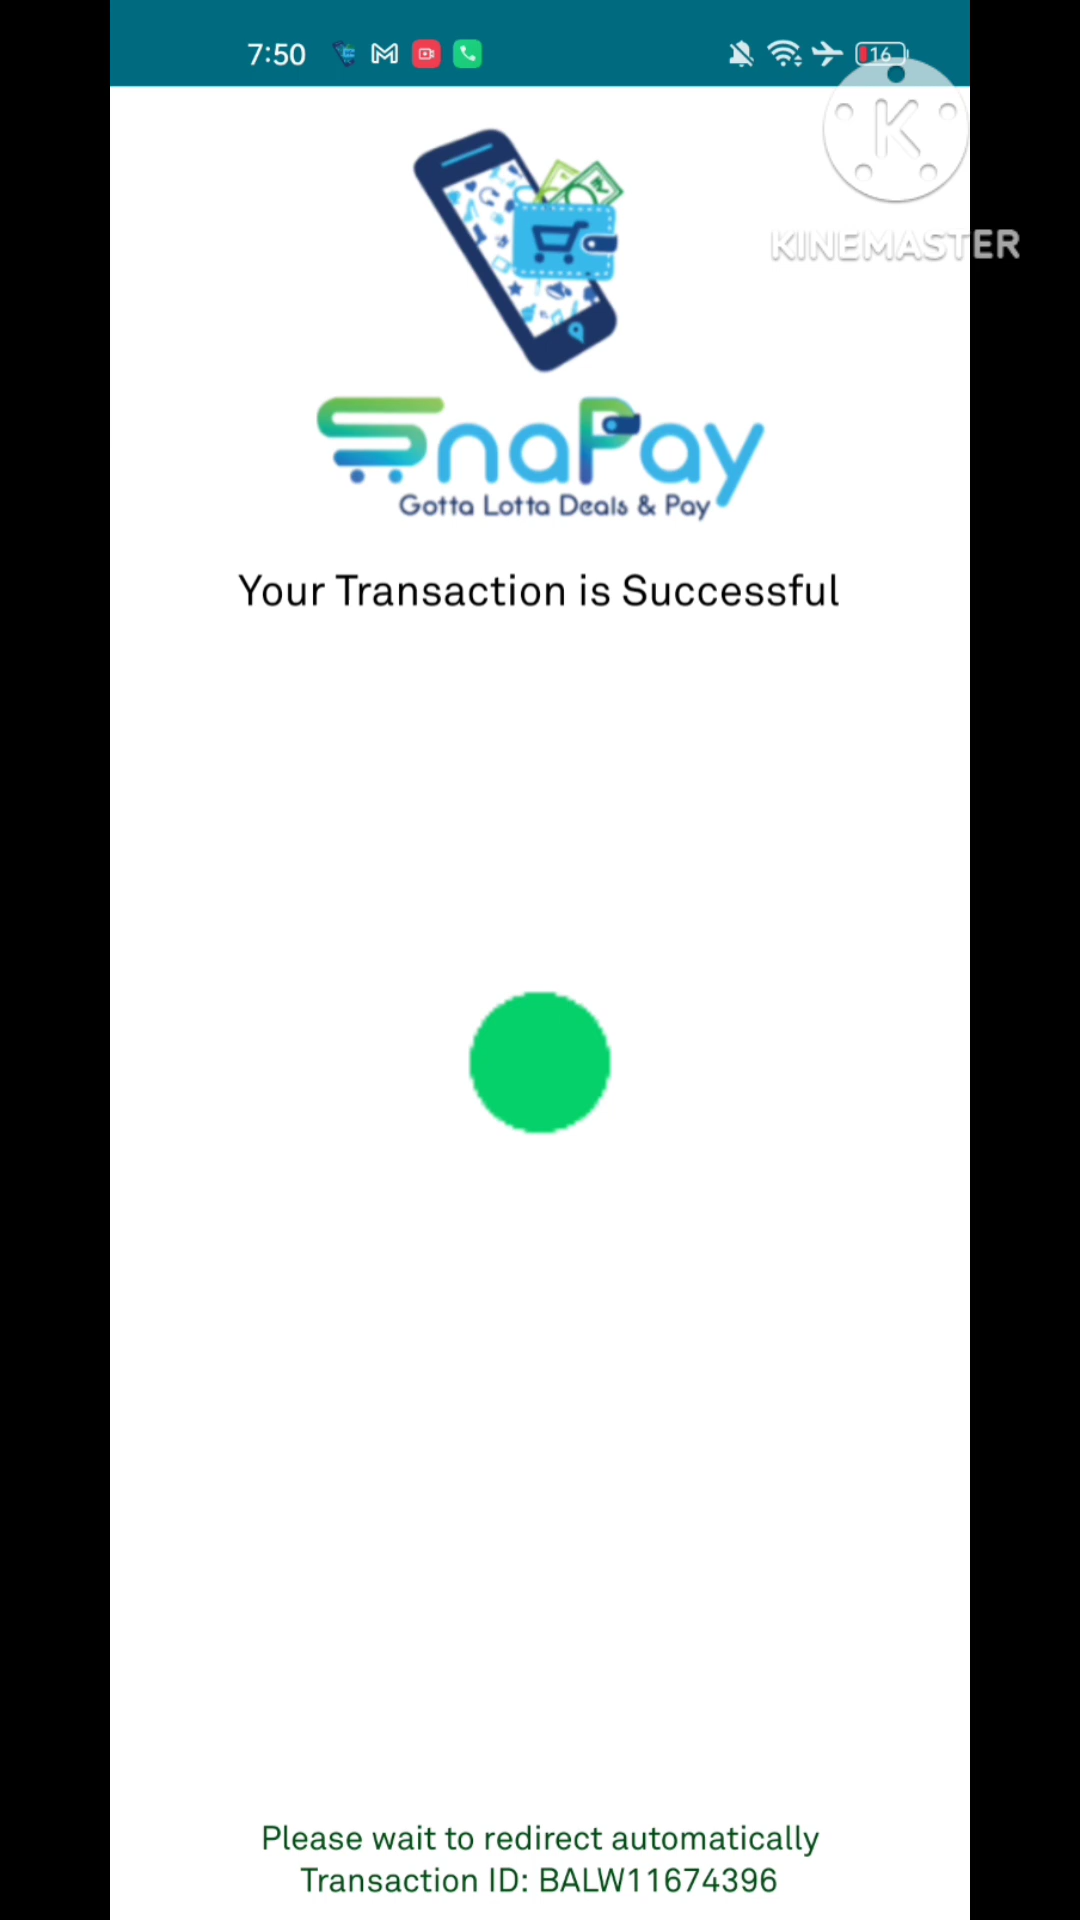 7:50
16
K
KINEMASTER
SnaPay
Gotta Lotta Deals & Pay
Your Transaction is Successful
Please wait to redirect automatically
Transaction ID: BALW11674396